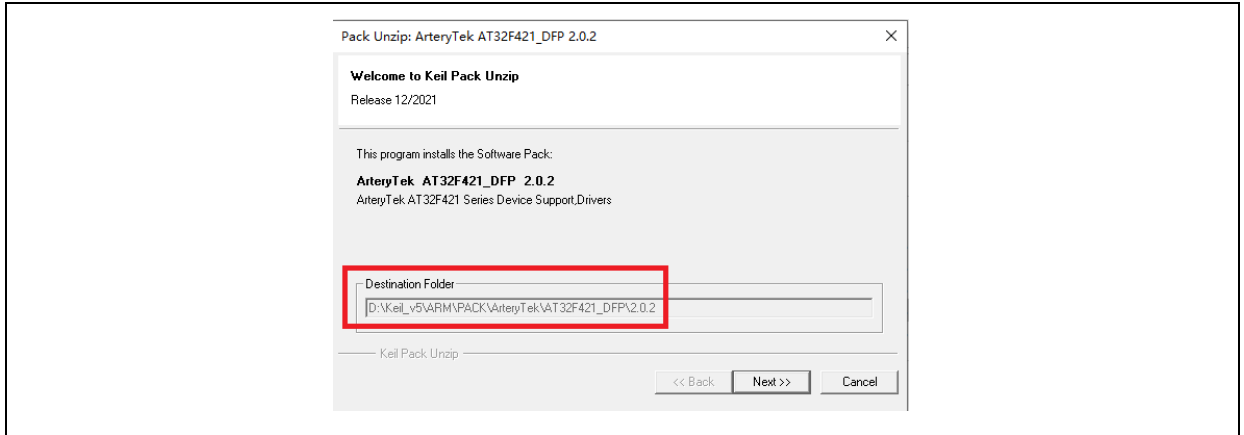 Pack Unzip: ArteryTek AT32F421_DFP 2.0.2
Welcome to Keil Pack Unzip
Release 12/2021
This program installs the Software Pack:
ArteryTek AT32F421_DFP 2.0.2
ArteryTek AT32F421 Series Device Support,Drivers
Destination Folder
D:\Keil_v5\ARM\PACK\ArteryTek\AT32F421_DFP\2.0.2
Keil Pack Unzip
<< Back Next >> Cancel